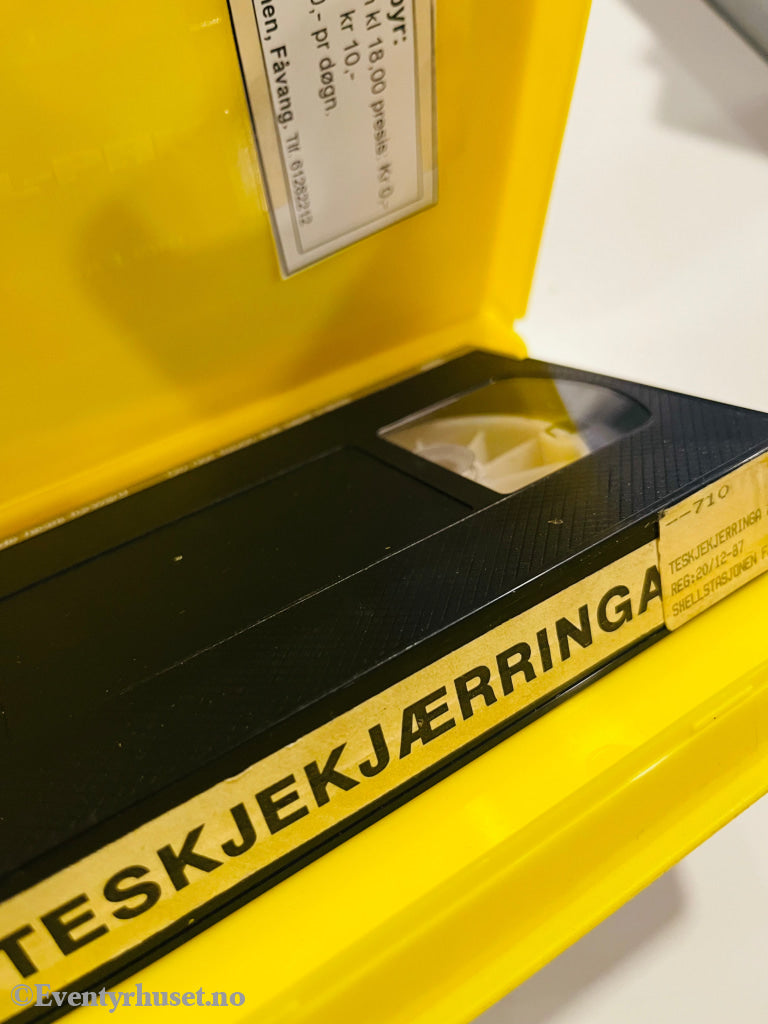 byr:
kl 18,00 presis: Kr 0,-
kr 10,-
0,- pr døgn.
nen, Fåvang. Tlf. 61282212
TESKJEKJÆRRINGA
--710
TESKJEKJERRINGA
REG:20/12-87
SHELLSTASJONEN F
©Eventyrhuset.no